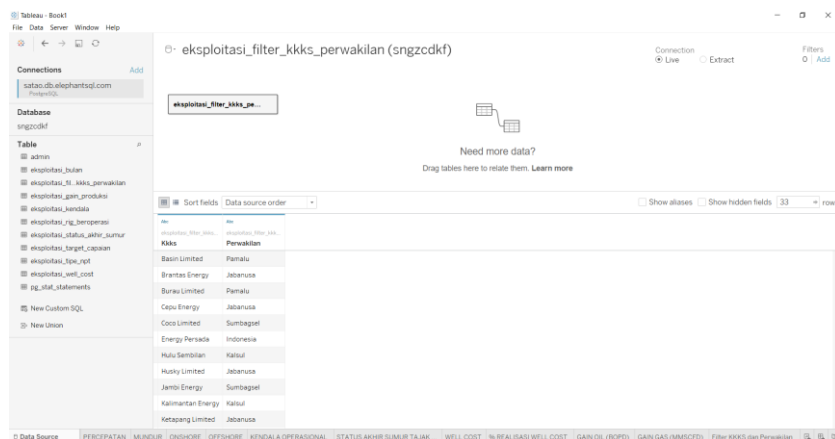 Tableau - Book1
File Data Server Window Help
Connections Add
satao.db.elephantsql.com
PostgreSQL
Database
sngzcdkf
Table
admin
eksploitasi_bulan
eksploitasi_fil...kkks_perwakilan
eksploitasi_gain_produksi
eksploitasi_kendala
eksploitasi_rig_beroperasi
eksploitasi_status_akhir_sumur
eksploitasi_target_capaian
eksploitasi_tipe_npt
eksploitasi_well_cost
pg_stat_statements
New Custom SQL
New Union
eksploitasi_filter_kkks_perwakilan (sngzcdkf)
Connection
Live Extract
Filters
0 Add
eksploitasi_filter_kkks_pe...
Need more data?
Drag tables here to relate them. Learn more
Sort fields Data source order
Show aliases Show hidden fields 33 row
Abc Abc
eksploitasi_filter_kkks... eksploitasi_filter_kkk...
Kkks Perwakilan
Basin Limited Pamalu
Brantas Energy Jabanusa
Burau Limited Pamalu
Cepu Energy Jabanusa
Coco Limited Sumbagsel
Energy Persada Indonesia
Hulu Sembilan Kalsul
Husky Limited Jabanusa
Jambi Energy Sumbagsel
Kalimantan Energy Kalsul
Ketapang Limited Jabanusa
Data Source PERCEPATAN MUNDUR ONSHORE OFFSHORE KENDALA OPERASIONAL STATUS AKHIR SUMUR TAJAK WELL COST % REALISASI WELL COST GAIN OIL (BOPD) GAIN GAS (MMSCFD) Filter KKKS dan Perwakilan